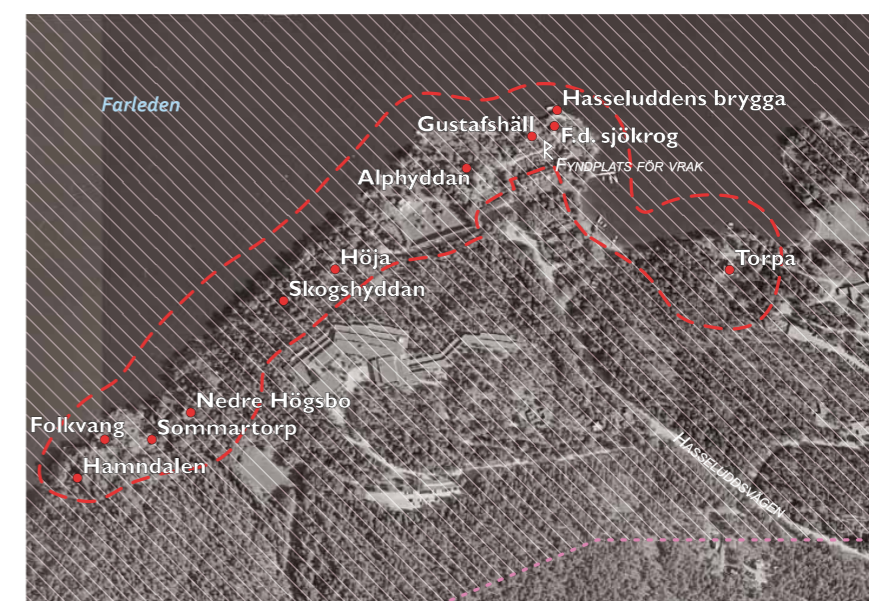 Farleden
Hasseluddens brygga
Gustafshäll
F.d. sjökrog
FYNDPLATS FÖR VRAK
Alphyddan
Höja
Torpa
Skogshyddan
Nedre Högsbo
Folkvang
Sommartorp
Hamndalen
HASSELUDDSVÄGEN
R